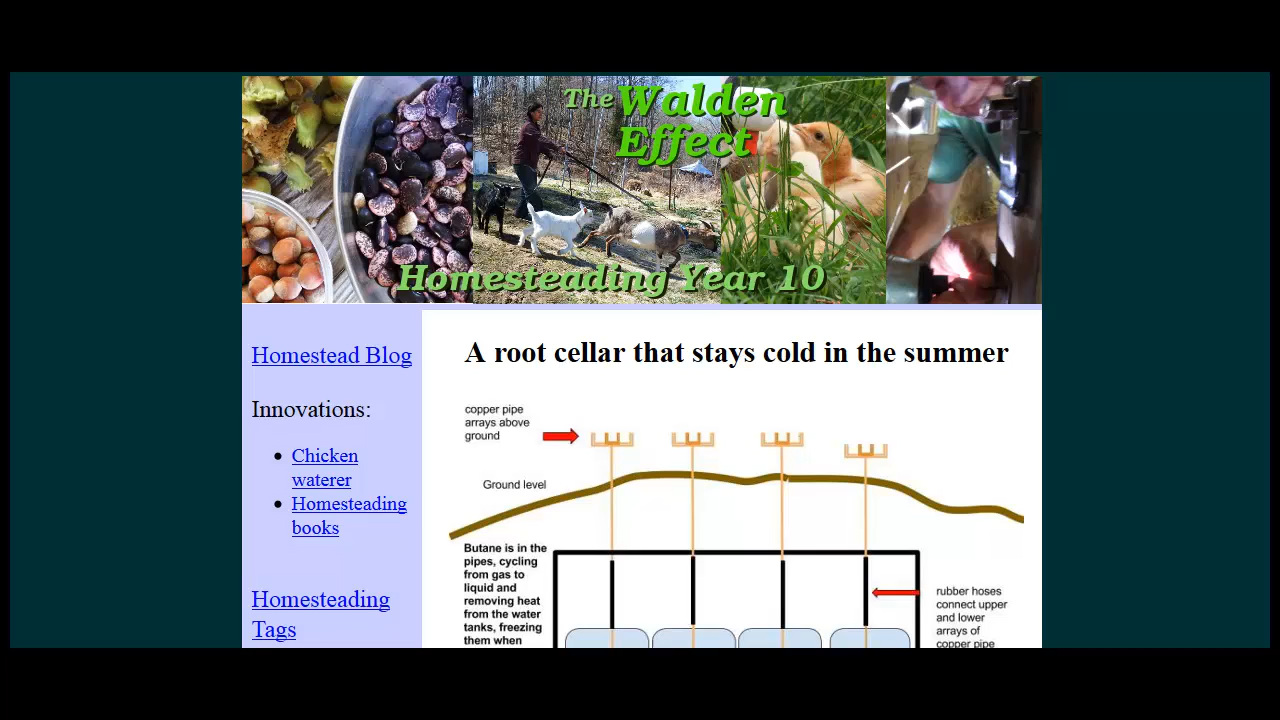 The Walden
Effect
Homesteading Year 10
Homestead Blog
Innovations:
Chicken
waterer
Homesteading
books
Homesteading
Tags
A root cellar that stays cold in the summer
copper pipe
arrays above
ground
Ground level
Butane is in the
pipes, cycling
from gas to
liquid and
removing heat
from the water
tanks, freezing
them when
rubber hoses
connect upper
and lower
arrays of
copper pipe